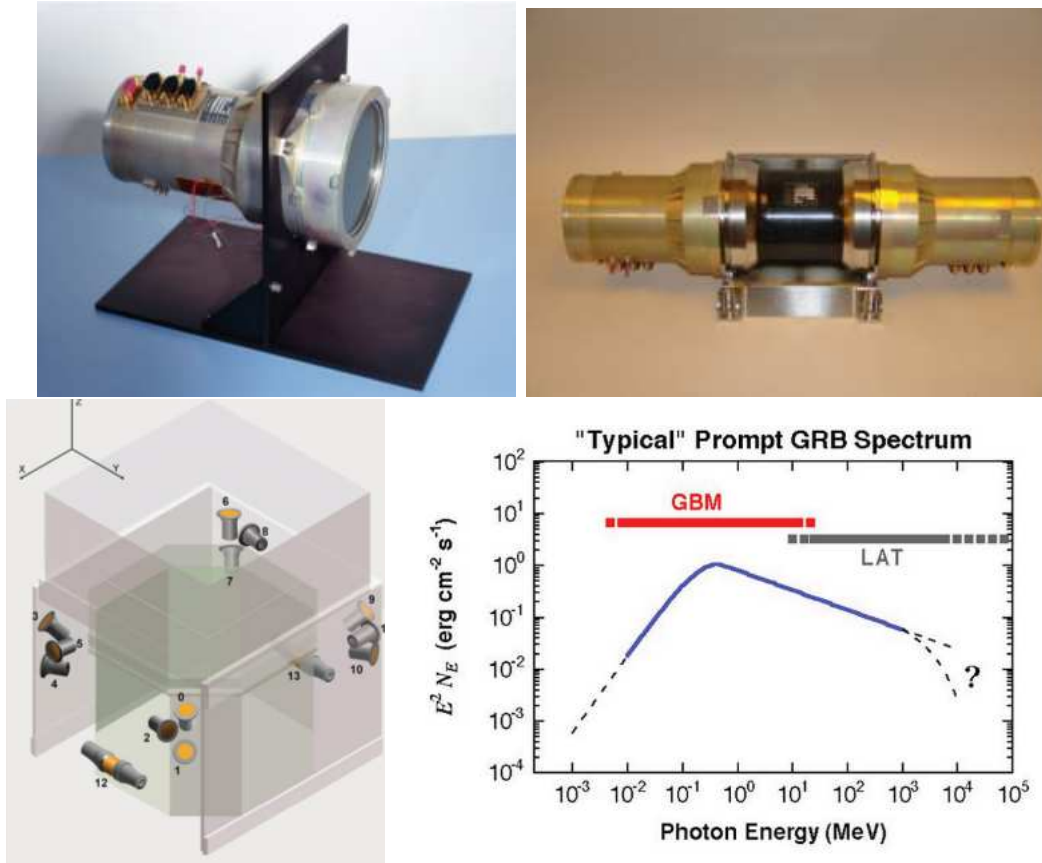 Z
X
Y
6
8
7
3
5
4
9
1
10
13
0
2
1
12
"Typical" Prompt GRB Spectrum
10²
10¹
10⁰
10⁻¹
10⁻²
10⁻³
10⁻⁴
E² N_E (erg cm⁻² s⁻¹)
GBM
LAT
?
10⁻³ 10⁻² 10⁻¹ 10⁰ 10¹ 10² 10³ 10⁴ 10⁵
Photon Energy (MeV)